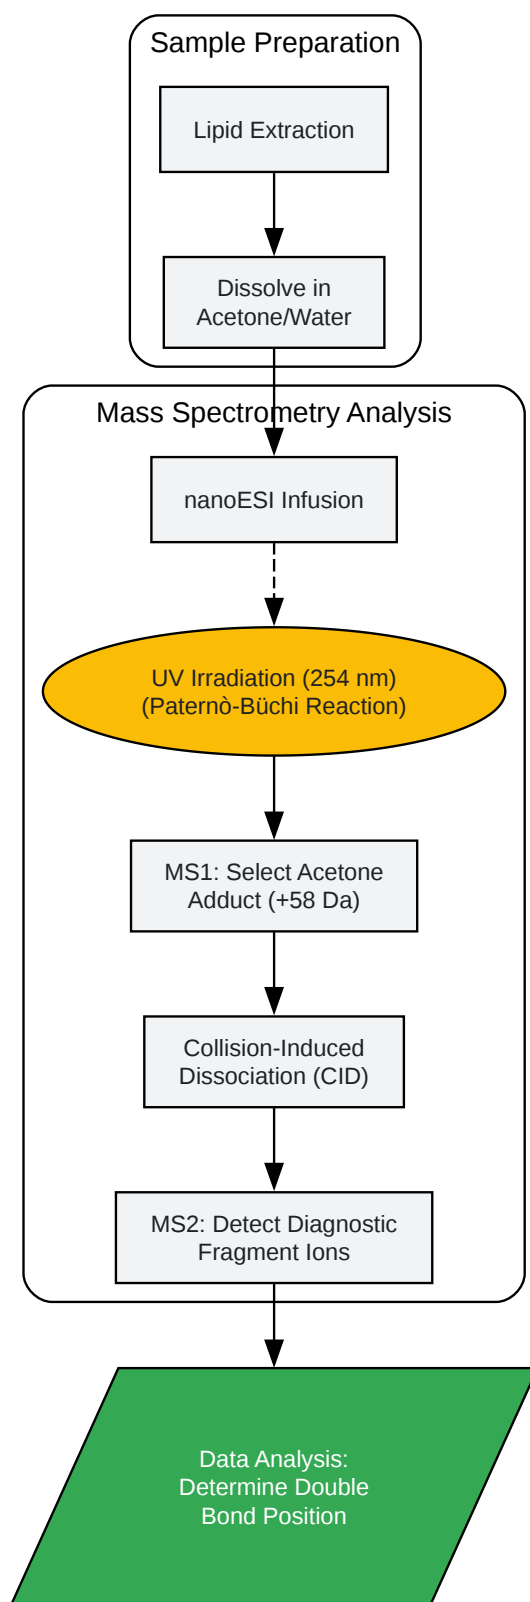 Sample Preparation
Lipid Extraction
Dissolve in
Acetone/Water
Mass Spectrometry Analysis
nanoESI Infusion
UV Irradiation (254 nm)
(Paternò-Büchi Reaction)
MS1: Select Acetone
Adduct (+58 Da)
Collision-Induced
Dissociation (CID)
MS2: Detect Diagnostic
Fragment Ions
Data Analysis:
Determine Double
Bond Position